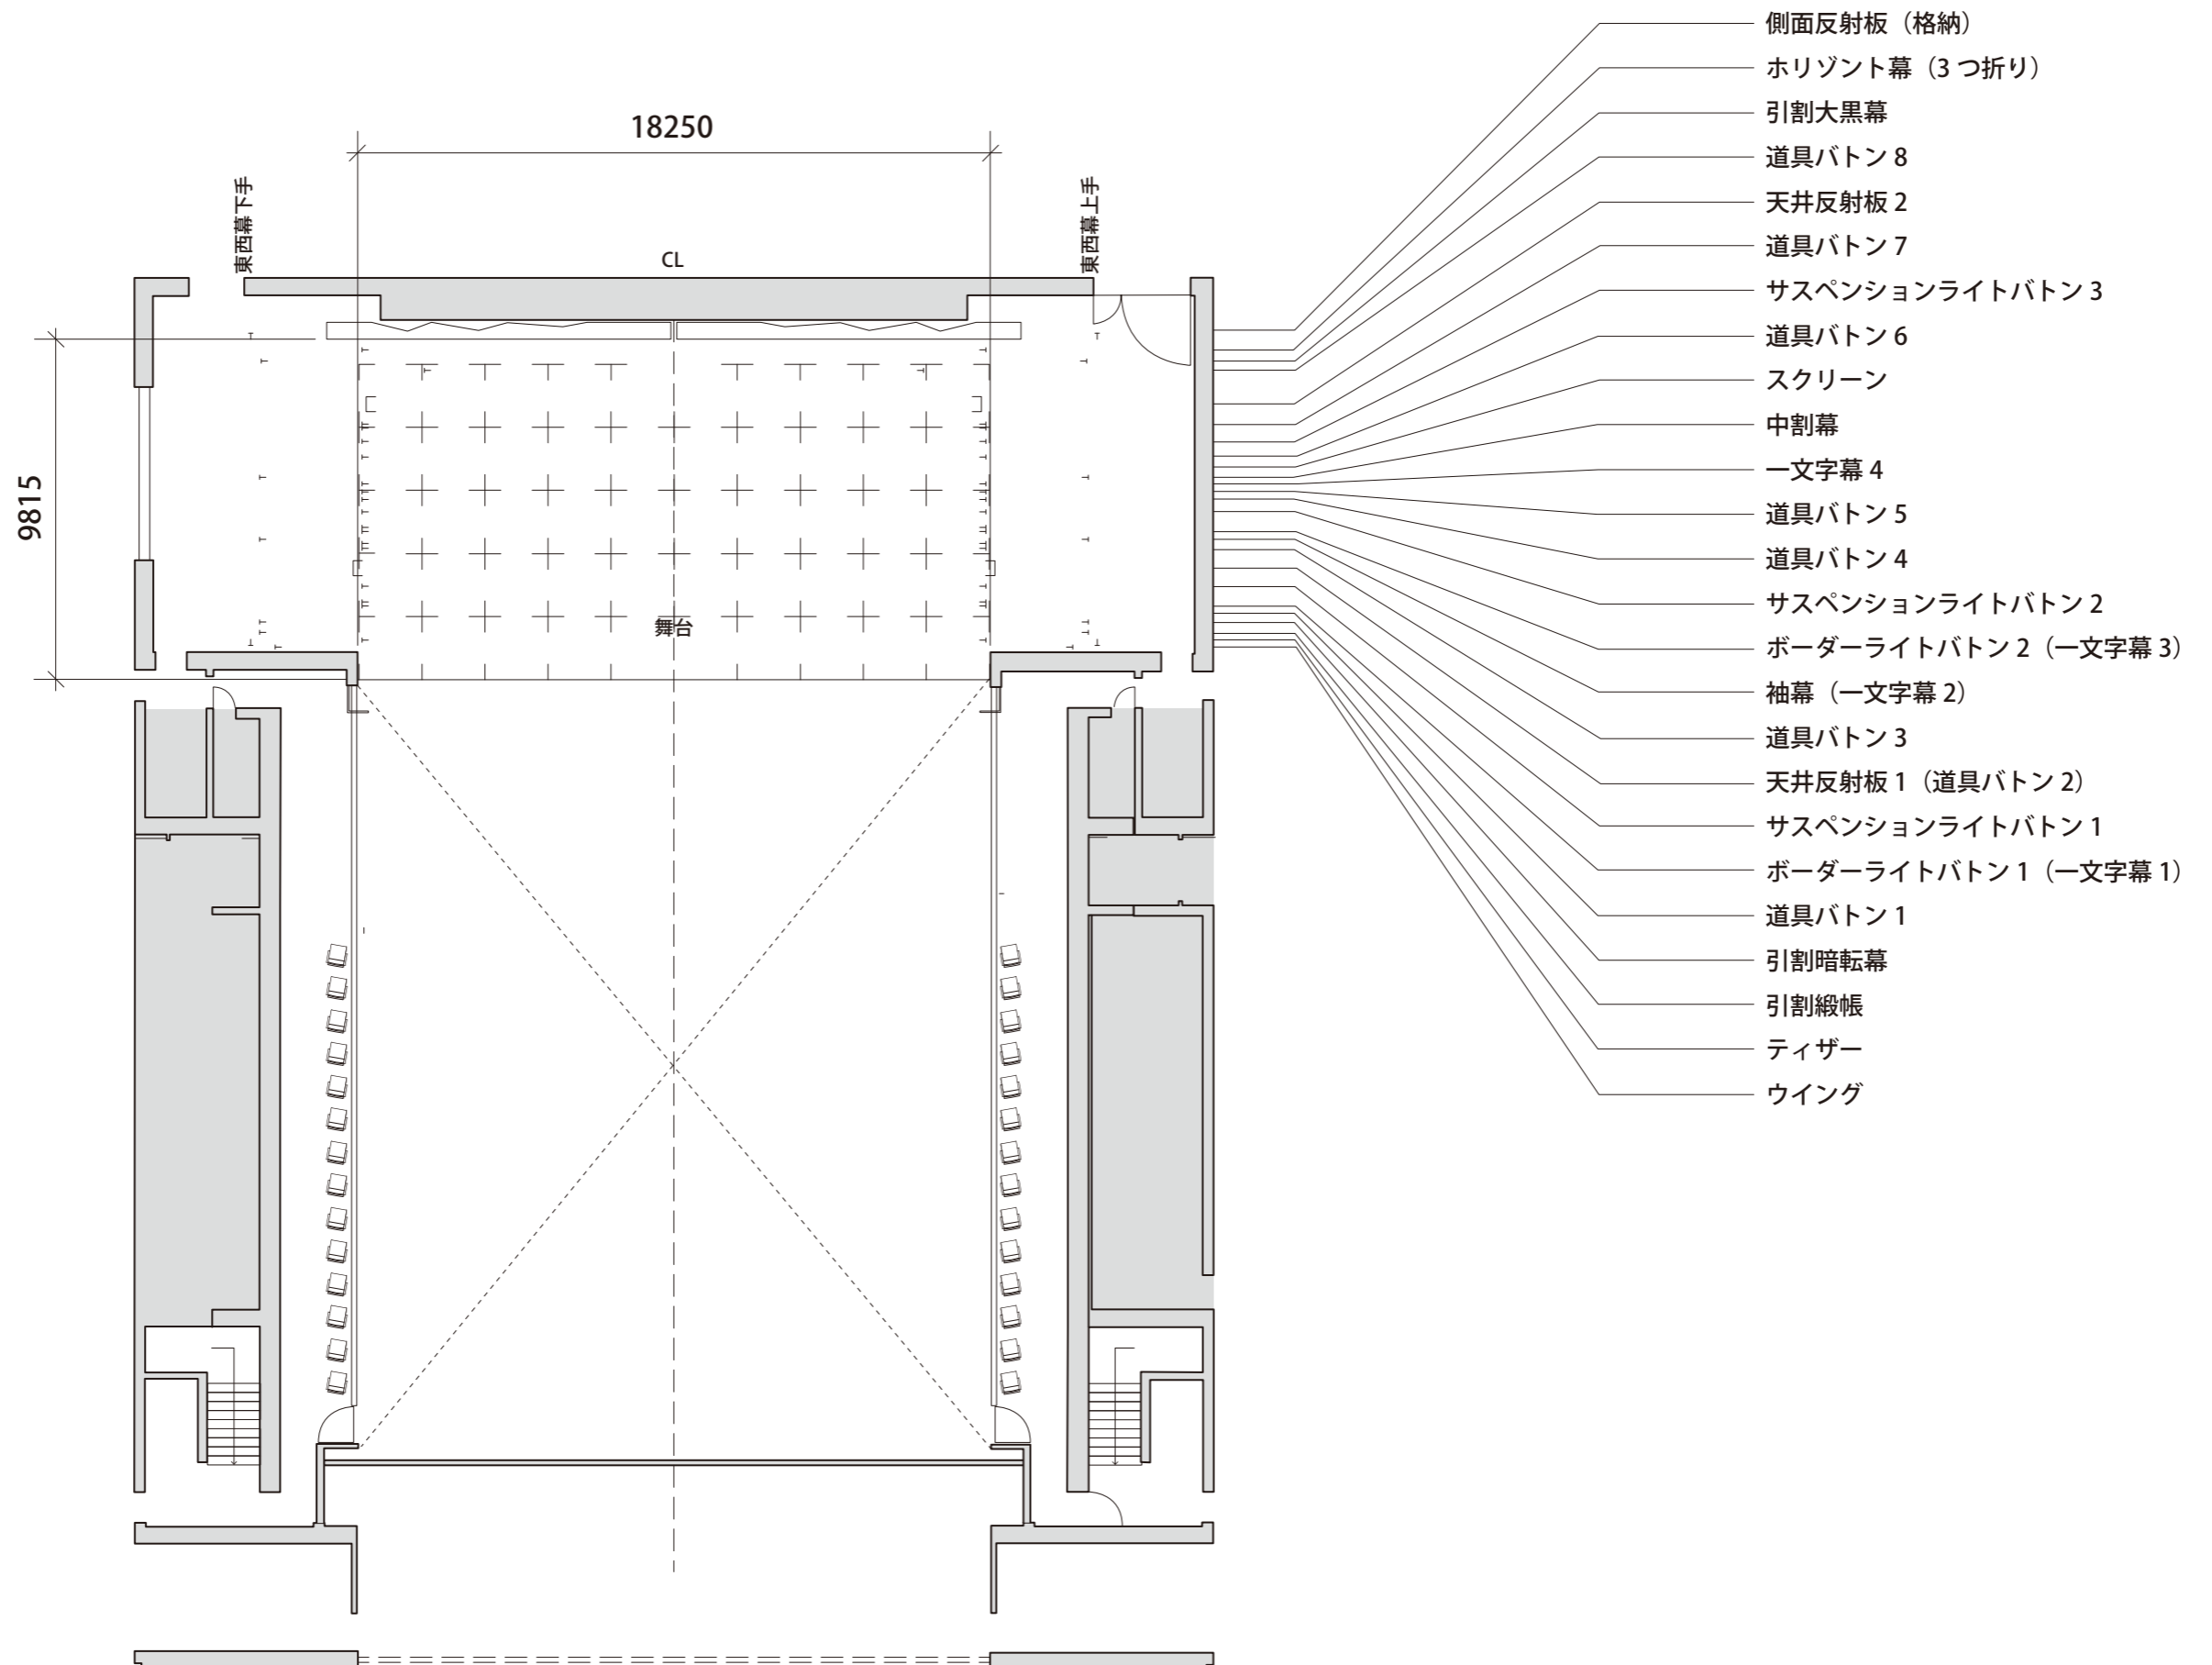 側面反射板（格納）
ホリゾント幕（3 つ折り）
引割大黒幕
道具バトン 8
天井反射板 2
道具バトン 7
サスペンションライトバトン 3
道具バトン 6
スクリーン
中割幕
一文字幕 4
道具バトン 5
道具バトン 4
サスペンションライトバトン 2
ボーダーライトバトン 2（一文字幕 3）
袖幕（一文字幕 2）
道具バトン 3
天井反射板 1（道具バトン 2）
サスペンションライトバトン 1
ボーダーライトバトン 1（一文字幕 1）
道具バトン 1
引割暗転幕
引割緞帳
ティザー
ウイング
18250
東西幕下手
東西幕上手
CL
9815
舞台